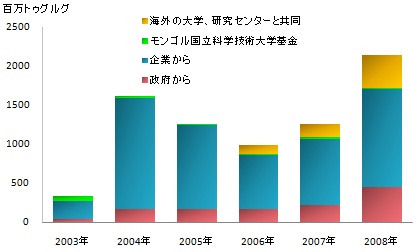 百万トゥグルグ
海外の大学、研究センターと共同
モンゴル国立科学技術大学基金
企業から
政府から
2500
2000
1500
1000
500
0
2003年 2004年 2005年 2006年 2007年 2008年